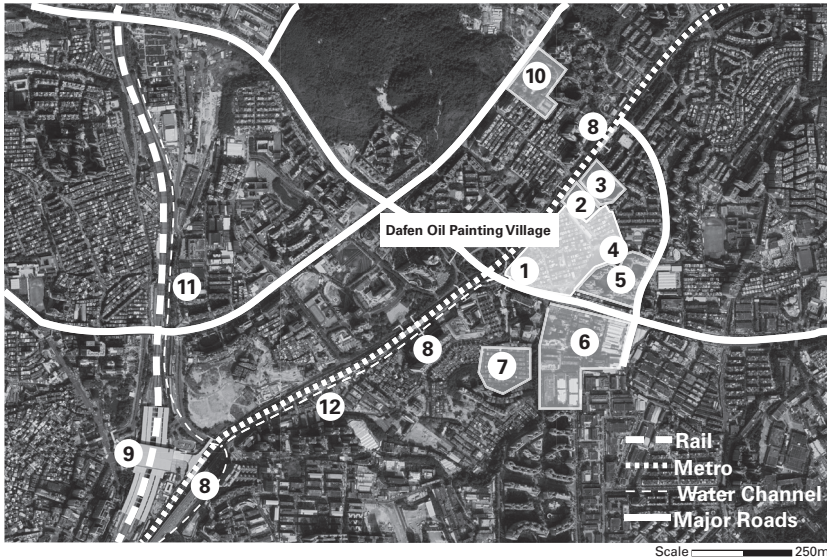 10
8
3
2
Dafen Oil Painting Village
4
1
5
11
6
8
7
12
9
8
Rail
Metro
Water Channel
Major Roads
Scale
250m